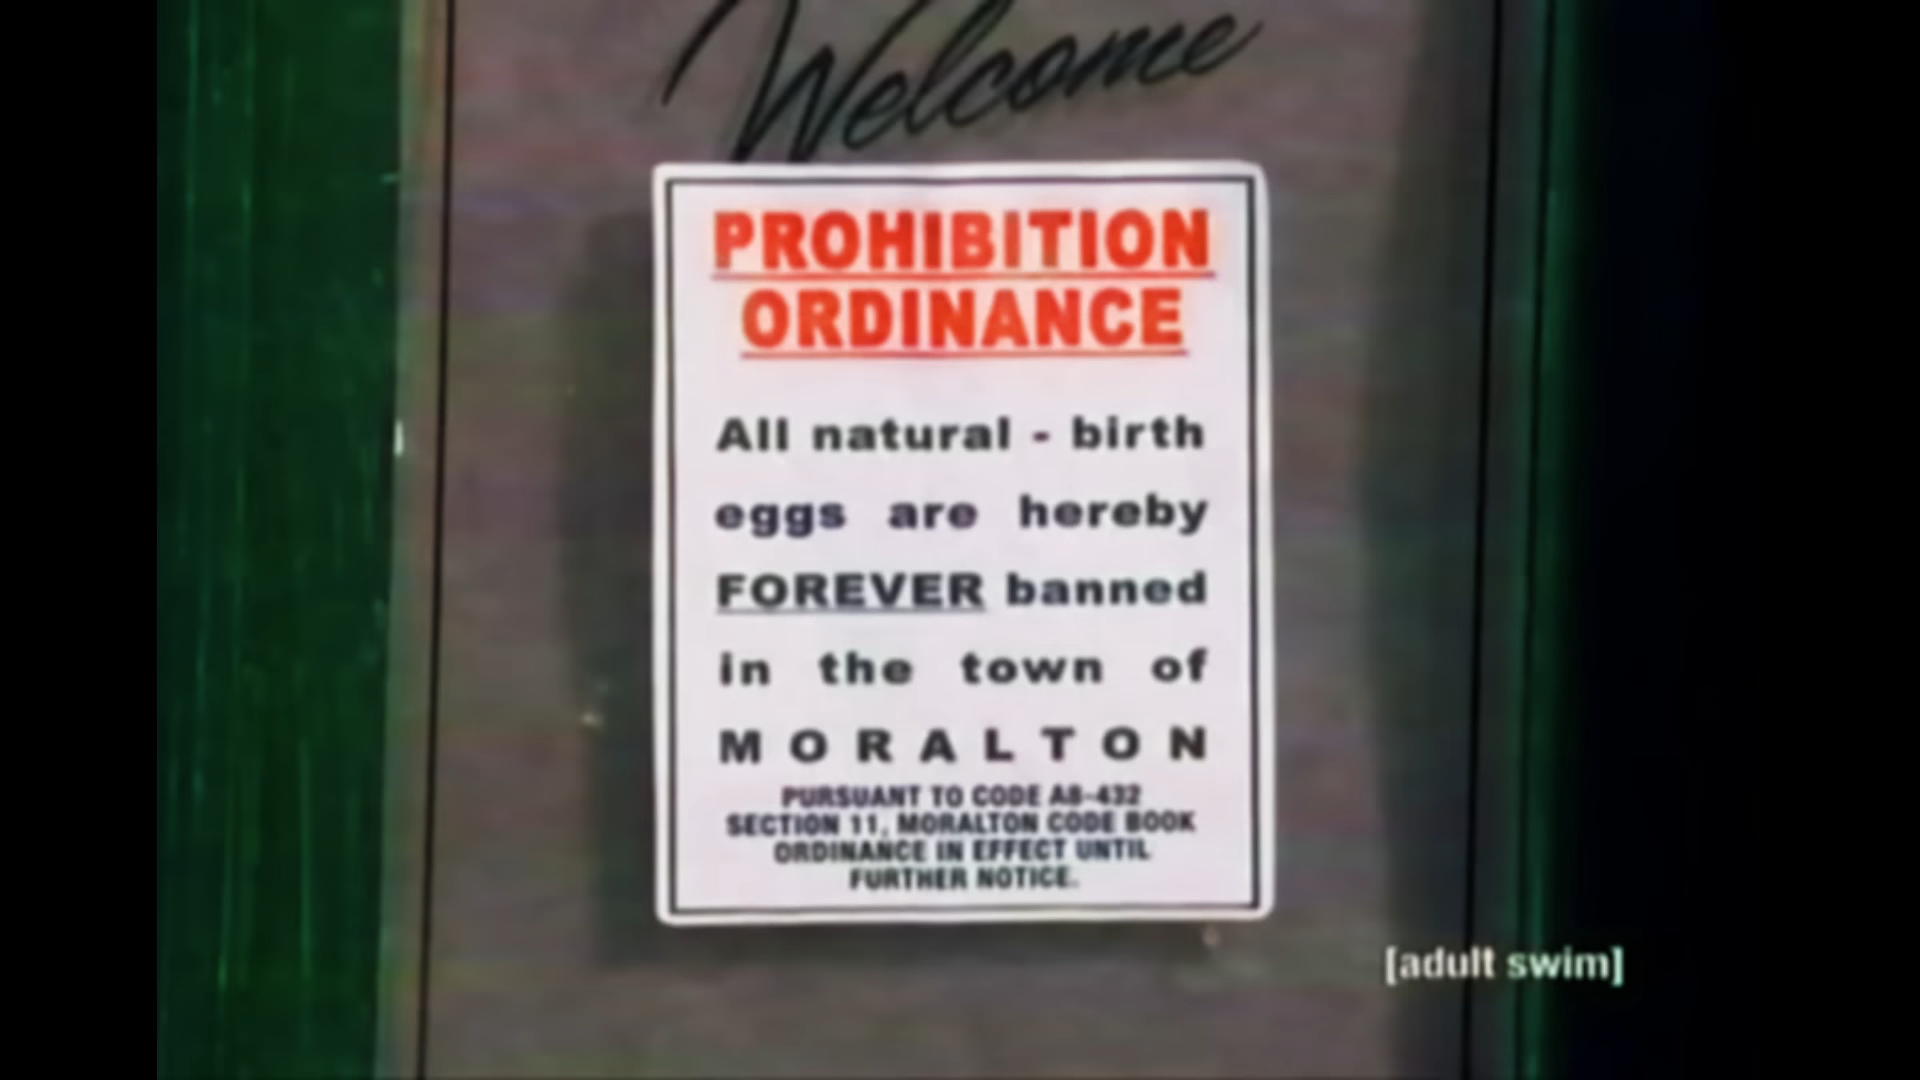 Welcome
PROHIBITION
ORDINANCE
All natural - birth
eggs are hereby
FOREVER banned
in the town of
MORALTON
PURSUANT TO CODE A8-432
SECTION 11, MORALTON CODE BOOK
ORDINANCE IN EFFECT UNTIL
FURTHER NOTICE.
[adult swim]